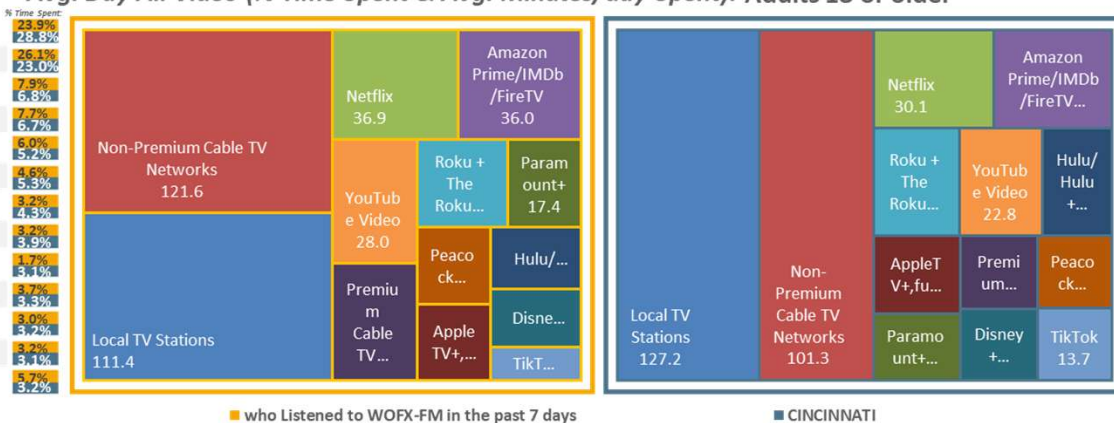 Avg. Day All Video (% Time Spent & Avg. Minutes/day Spent): Adults 18 or older
% Time Spent:
23.9%
28.8%
26.1%
23.0%
7.9%
6.8%
7.7%
6.7%
6.0%
5.2%
4.6%
5.3%
3.2%
4.3%
3.2%
3.9%
1.7%
3.1%
3.7%
3.3%
3.0%
3.2%
3.2%
3.1%
5.7%
3.2%
Non-Premium Cable TV
Networks
121.6
Local TV Stations
111.4
Netflix
36.9
Amazon
Prime/IMDb
/FireTV
36.0
YouTub
e Video
28.0
Roku +
The
Roku...
Param
ount+
17.4
Premiu
m
Cable
TV...
Peaco
ck...
Hulu/...
Apple
TV+,...
Disne...
TikT...
Local TV
Stations
127.2
Non-
Premium
Cable TV
Networks
101.3
Netflix
30.1
Amazon
Prime/IMDb
/FireTV...
Roku +
The
Roku...
YouTub
e Video
22.8
Hulu/
Hulu
+...
AppleT
V+,fu...
Premi
um...
Peaco
ck...
Paramo
unt+...
Disney
+...
TikTok
13.7
who Listened to WOFX-FM in the past 7 days
CINCINNATI